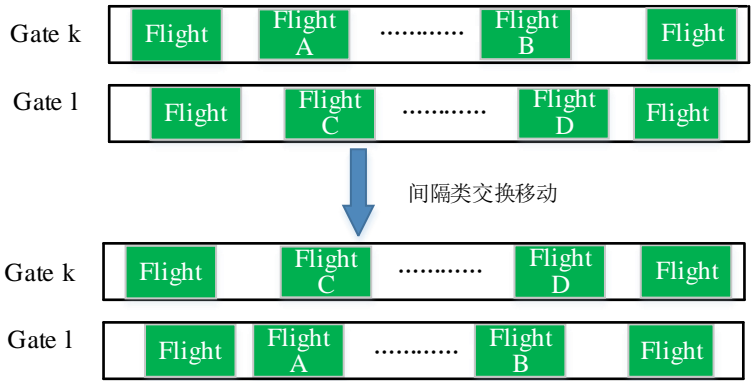 Gate k Flight Flight A ············ Flight B Flight
Gate l Flight Flight C ············ Flight D Flight
间隔类交换移动
Gate k Flight Flight C ············ Flight D Flight
Gate l Flight Flight A ············ Flight B Flight